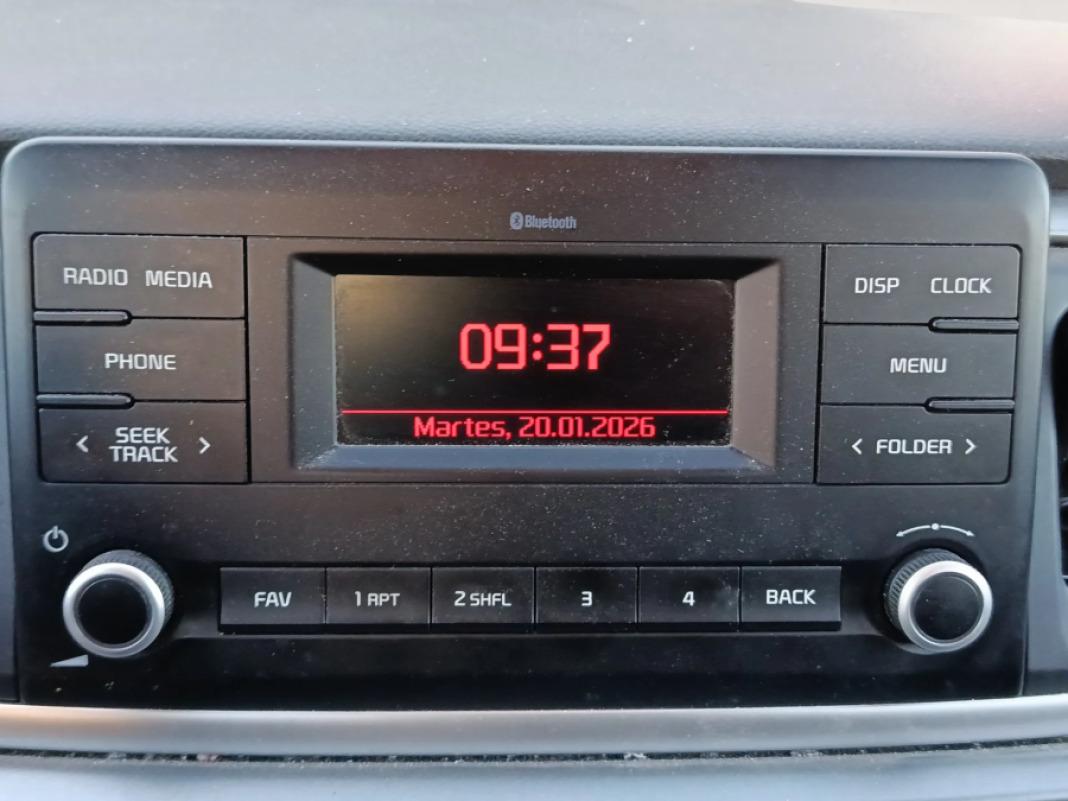 Bluetooth
RADIO MEDIA
DISP CLOCK
09:37
PHONE
MENU
Martes, 20.01.2026
< SEEK TRACK >
< FOLDER >
FAV
1 RPT
2 SHFL
3
4
BACK